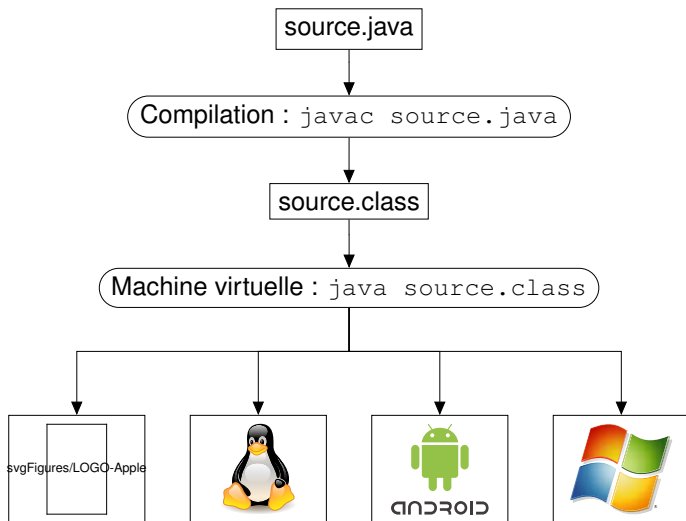 source.java
Compilation : javac source.java
source.class
Machine virtuelle : java source.class
svgFigures/LOGO-Apple
ANDROID